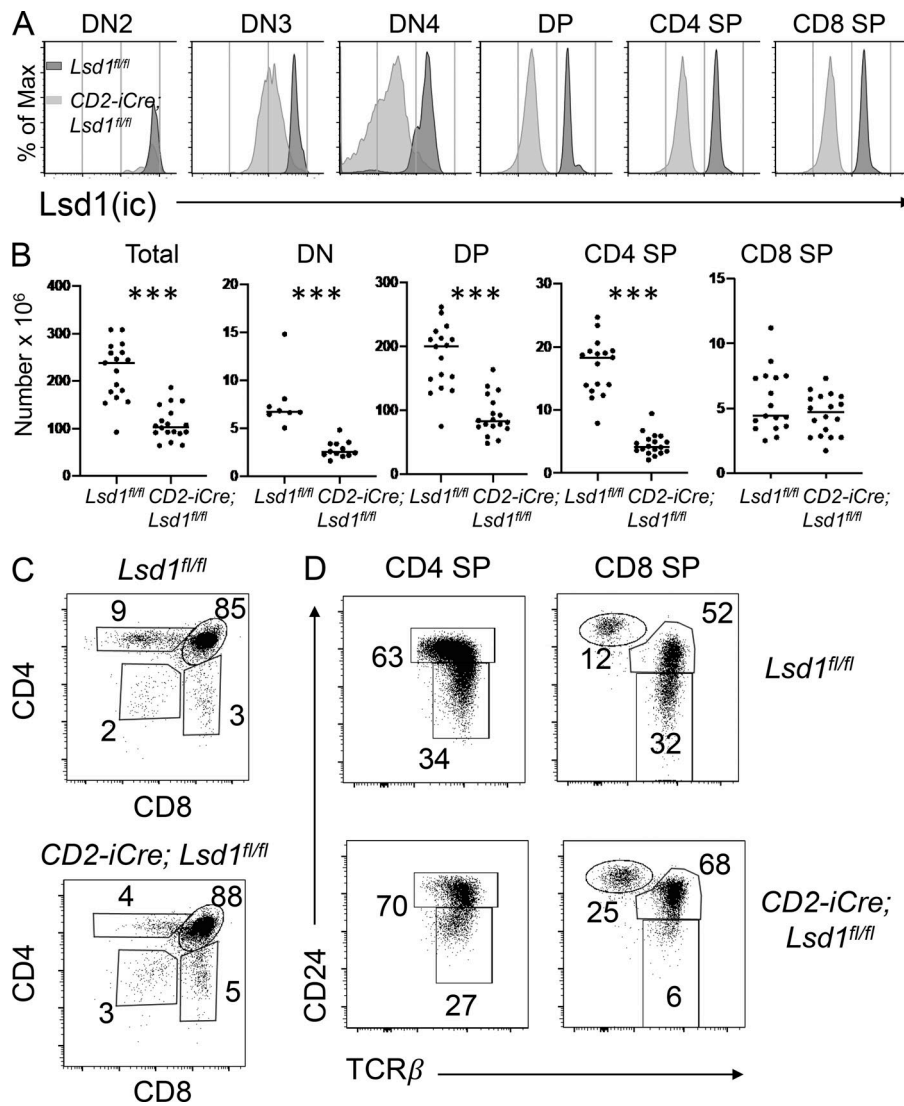 A
DN2
DN3
DN4
DP
CD4 SP
CD8 SP
% of Max
Lsd1fl/fl
CD2-iCre;
Lsd1fl/fl
Lsd1(ic)
B
Total
DN
DP
CD4 SP
CD8 SP
Number x 10⁶
400
300
200
100
0
***
20
15
10
5
0
***
300
200
100
0
***
30
20
10
0
***
15
10
5
0
Lsd1fl/fl CD2-iCre;
Lsd1fl/fl
Lsd1fl/fl CD2-iCre;
Lsd1fl/fl
Lsd1fl/fl CD2-iCre;
Lsd1fl/fl
Lsd1fl/fl CD2-iCre;
Lsd1fl/fl
Lsd1fl/fl CD2-iCre;
Lsd1fl/fl
C
Lsd1fl/fl
9
85
2
3
CD4
CD8
CD2-iCre; Lsd1fl/fl
4
88
3
5
CD4
CD8
D
CD4 SP
CD8 SP
63
34
52
12
32
Lsd1fl/fl
70
27
68
25
6
CD2-iCre;
Lsd1fl/fl
CD24
TCRβ